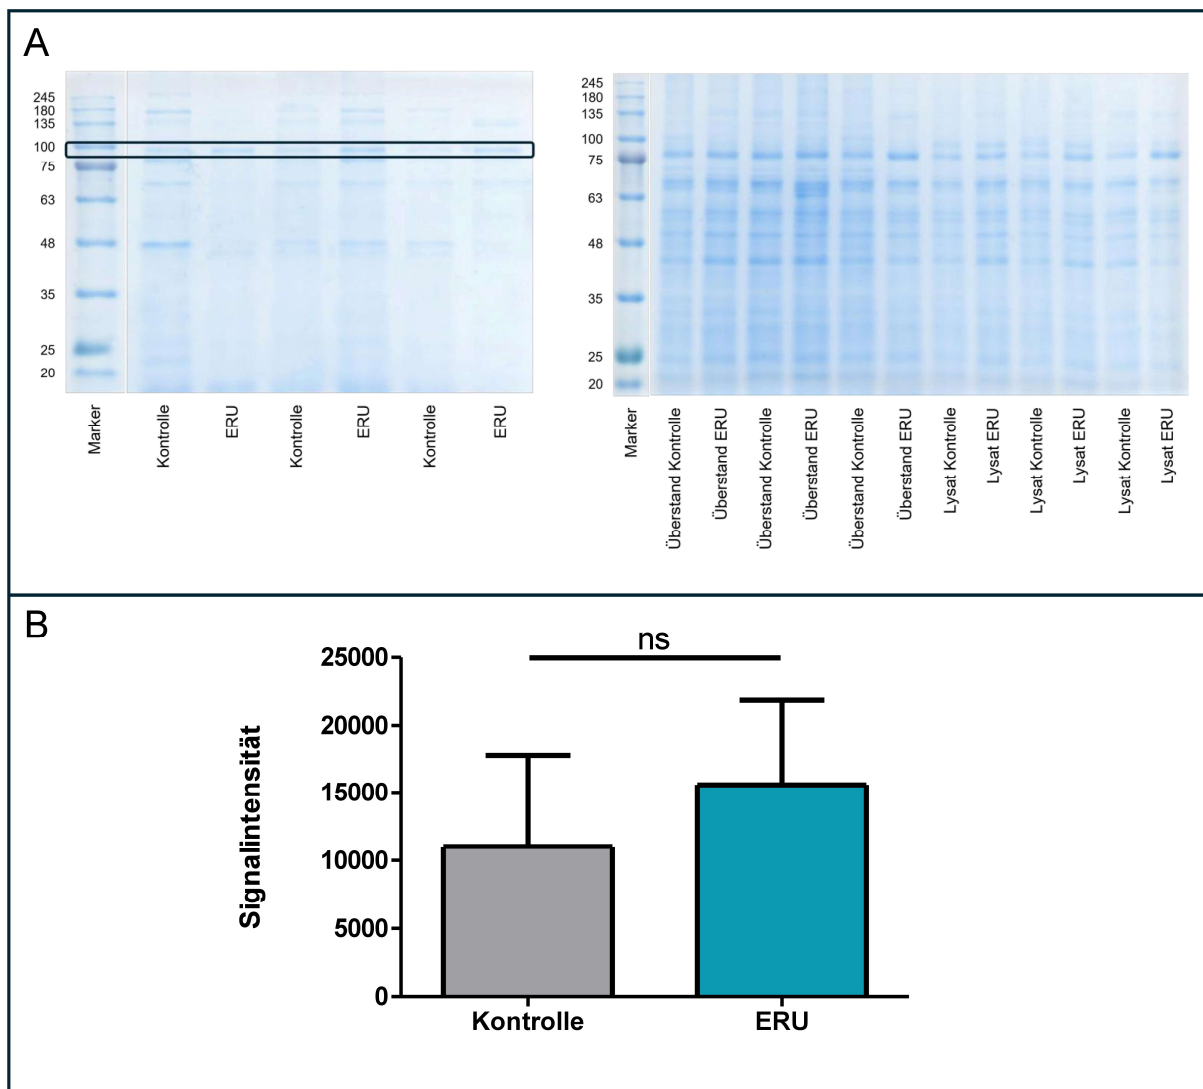 A
245
180
135
100
75
63
48
35
25
20
Marker
Kontrolle
ERU
Kontrolle
ERU
Kontrolle
ERU
245
180
135
100
75
63
48
35
25
20
Marker
Überstand Kontrolle
Überstand ERU
Überstand Kontrolle
Überstand ERU
Überstand Kontrolle
Überstand ERU
Lysat Kontrolle
Lysat ERU
Lysat Kontrolle
Lysat ERU
Lysat Kontrolle
Lysat ERU
B
ns
Signalintensität
25000
20000
15000
10000
5000
0
Kontrolle
ERU